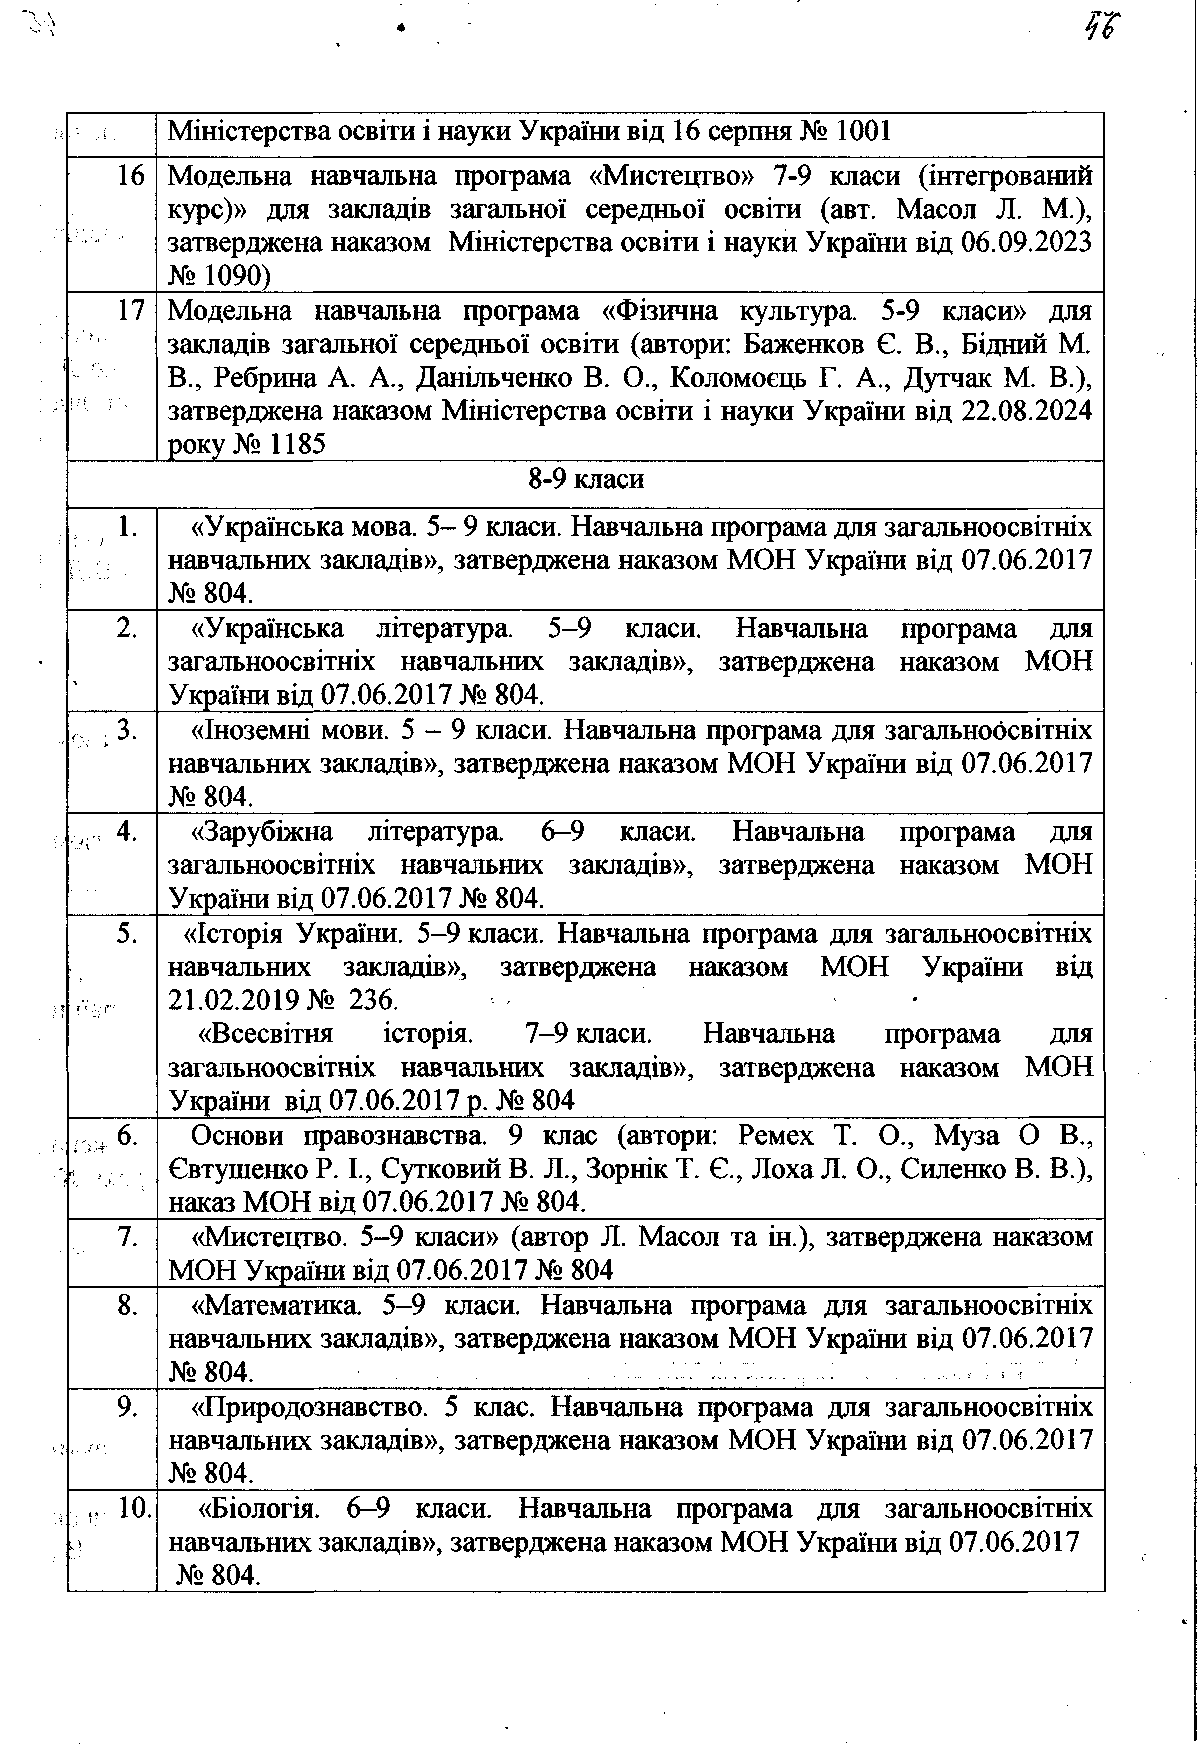 46
Міністерства освіти і науки України від 16 серпня № 1001
16 Модельна навчальна програма «Мистецтво» 7-9 класи (інтегрований
курс)» для закладів загальної середньої освіти (авт. Масол Л. М.),
затверджена наказом Міністерства освіти і науки України від 06.09.2023
№ 1090)
17 Модельна навчальна програма «Фізична культура. 5-9 класи» для
закладів загальної середньої освіти (автори: Баженков Є. В., Бідний М.
В., Ребрина А. А., Данільченко В. О., Коломоєць Г. А., Дутчак М. В.),
затверджена наказом Міністерства освіти і науки України від 22.08.2024
року № 1185
8-9 класи
1. «Українська мова. 5– 9 класи. Навчальна програма для загальноосвітніх
навчальних закладів», затверджена наказом МОН України від 07.06.2017
№ 804.
2. «Українська література. 5–9 класи. Навчальна програма для
загальноосвітніх навчальних закладів», затверджена наказом МОН
України від 07.06.2017 № 804.
3. «Іноземні мови. 5 – 9 класи. Навчальна програма для загальноосвітніх
навчальних закладів», затверджена наказом МОН України від 07.06.2017
№ 804.
4. «Зарубіжна література. 6–9 класи. Навчальна програма для
загальноосвітніх навчальних закладів», затверджена наказом МОН
України від 07.06.2017 № 804.
5. «Історія України. 5–9 класи. Навчальна програма для загальноосвітніх
навчальних закладів», затверджена наказом МОН України від
21.02.2019 № 236.
«Всесвітня історія. 7–9 класи. Навчальна програма для
загальноосвітніх навчальних закладів», затверджена наказом МОН
України від 07.06.2017 р. № 804
6. Основи правознавства. 9 клас (автори: Ремех Т. О., Муза О В.,
Євтушенко Р. І., Сутковий В. Л., Зорнік Т. Є., Лоха Л. О., Силенко В. В.),
наказ МОН від 07.06.2017 № 804.
7. «Мистецтво. 5–9 класи» (автор Л. Масол та ін.), затверджена наказом
МОН України від 07.06.2017 № 804
8. «Математика. 5–9 класи. Навчальна програма для загальноосвітніх
навчальних закладів», затверджена наказом МОН України від 07.06.2017
№ 804.
9. «Природознавство. 5 клас. Навчальна програма для загальноосвітніх
навчальних закладів», затверджена наказом МОН України від 07.06.2017
№ 804.
10. «Біологія. 6–9 класи. Навчальна програма для загальноосвітніх
навчальних закладів», затверджена наказом МОН України від 07.06.2017
№ 804.